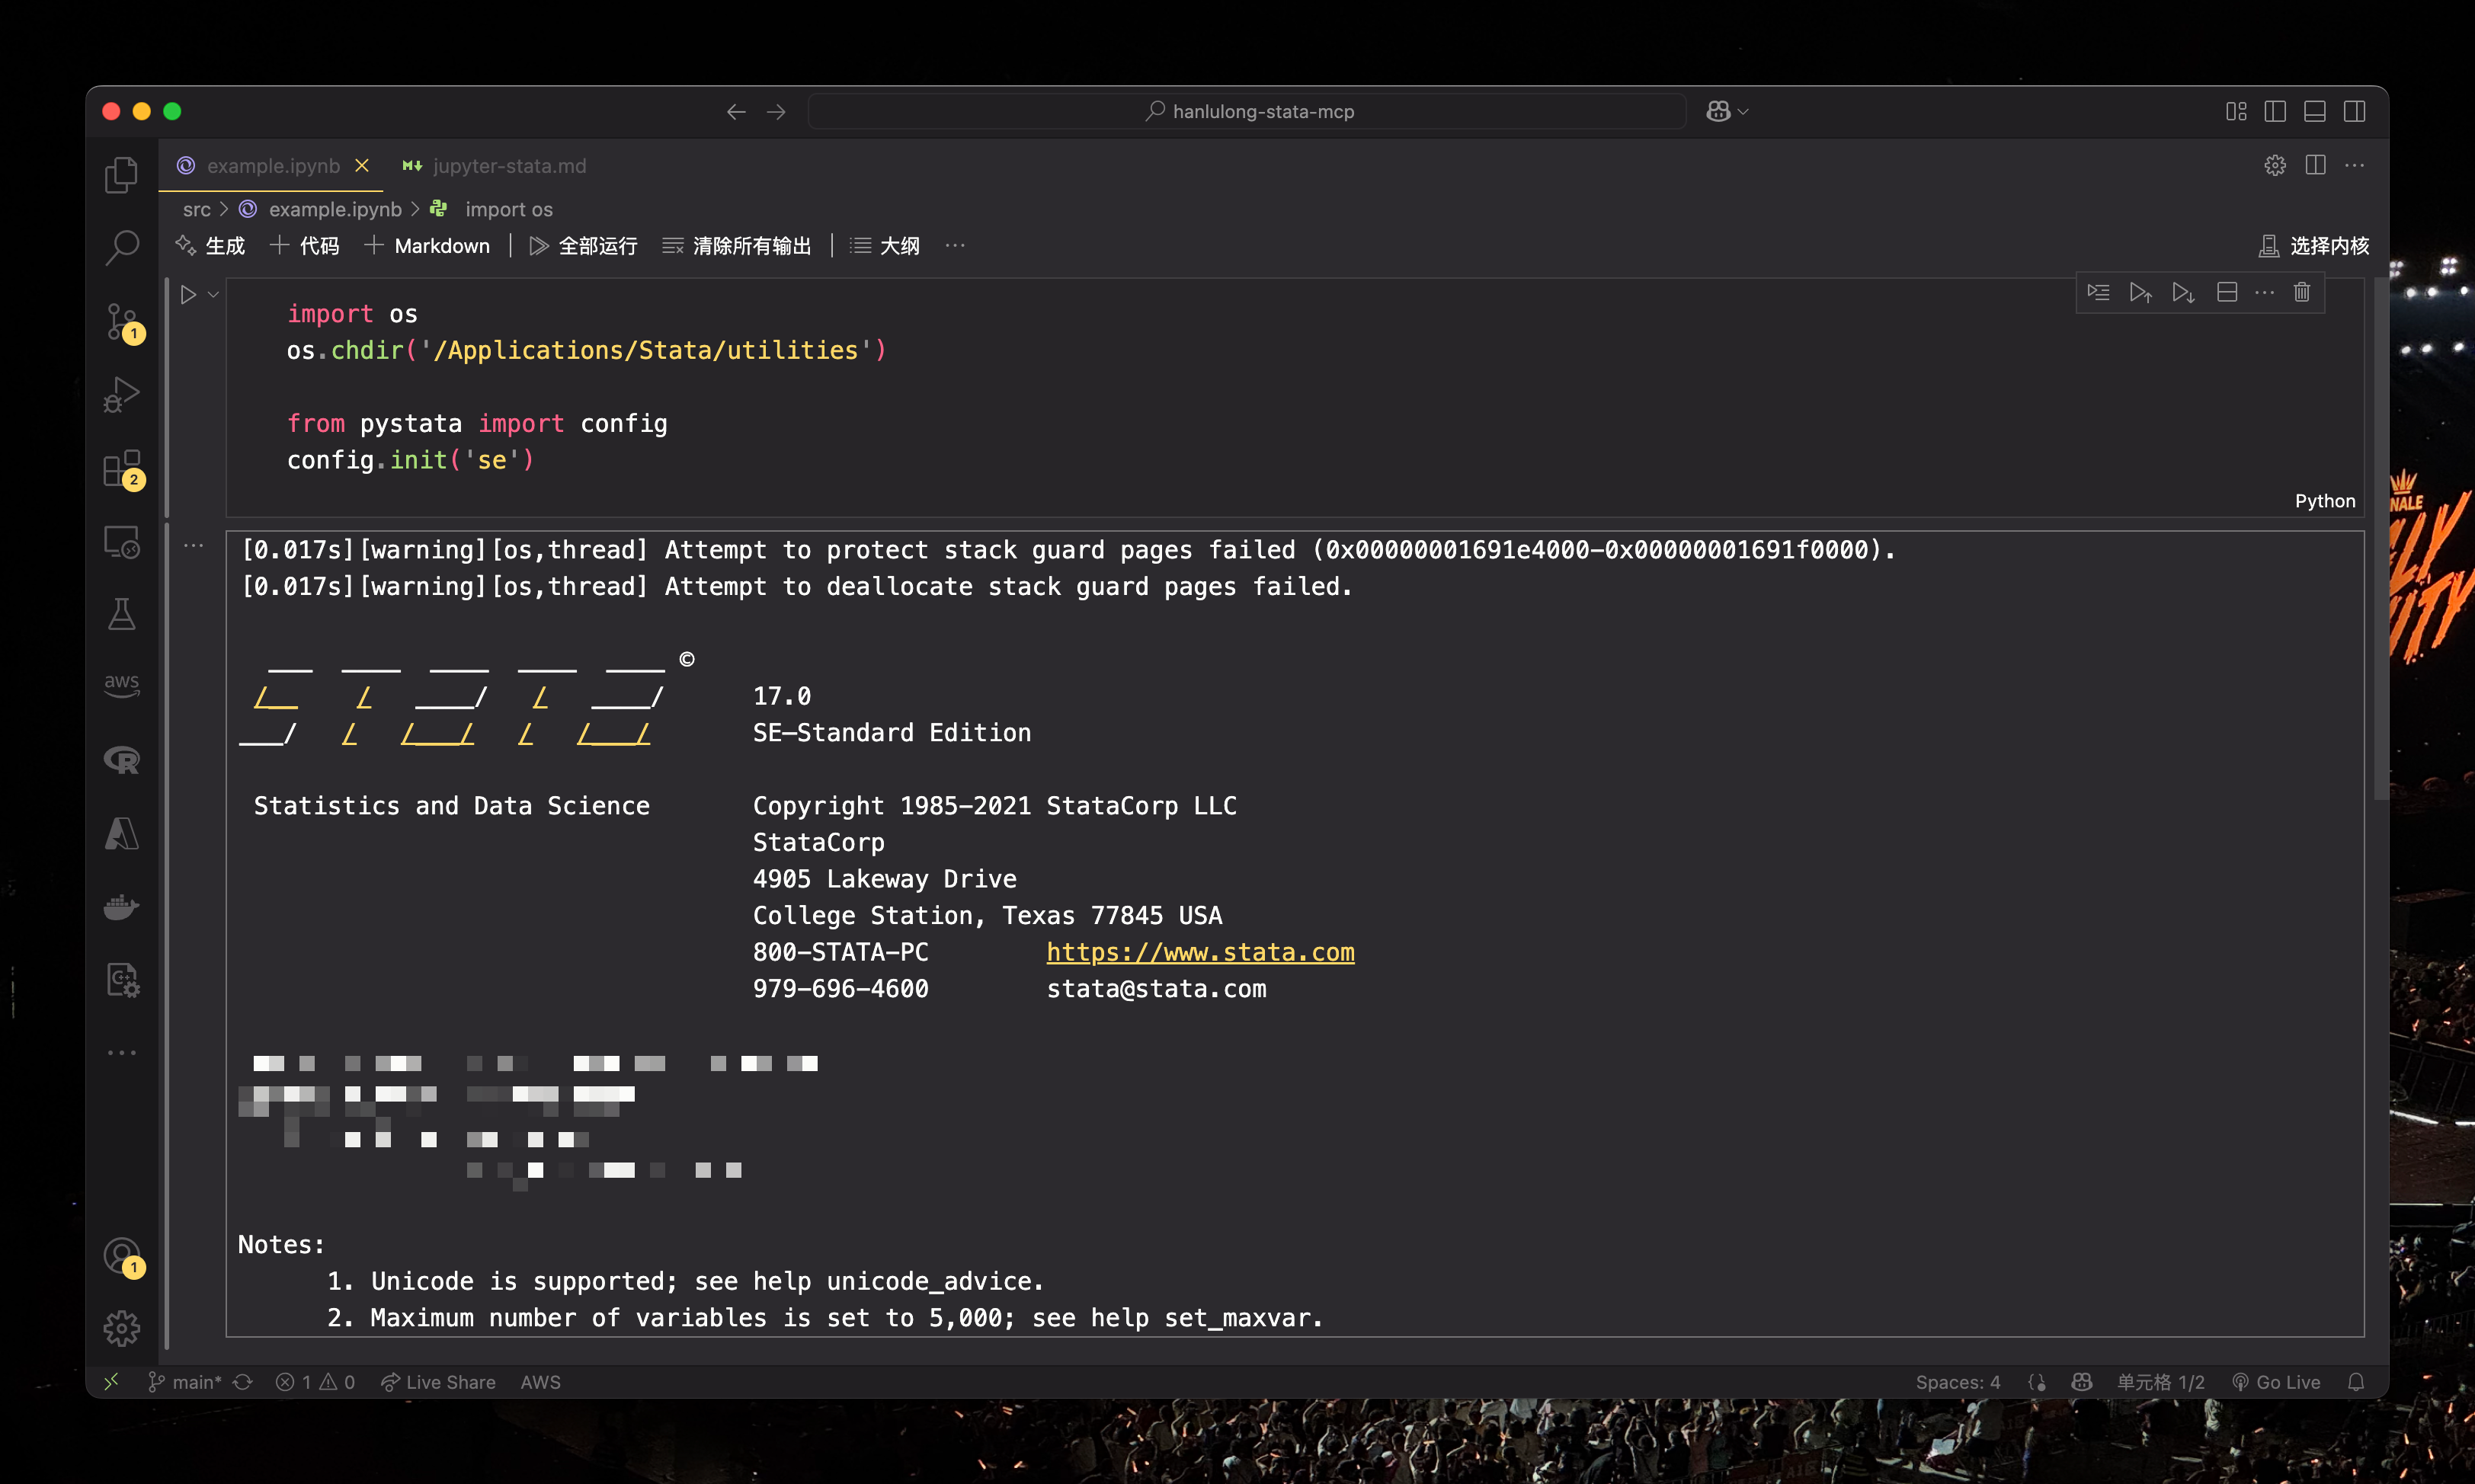 hanlulong-stata-mcp
example.ipynb
jupyter-stata.md
src > example.ipynb > import os
生成 代码 Markdown 全部运行 清除所有输出 大纲 ...
选择内核
import os
os.chdir('/Applications/Stata/utilities')
from pystata import config
config.init('se')
Python
[0.017s][warning][os,thread] Attempt to protect stack guard pages failed (0x00000001691e4000-0x00000001691f0000).
[0.017s][warning][os,thread] Attempt to deallocate stack guard pages failed.
©
17.0
SE—Standard Edition
Statistics and Data Science Copyright 1985-2021 StataCorp LLC
StataCorp
4905 Lakeway Drive
College Station, Texas 77845 USA
800-STATA-PC https://www.stata.com
979-696-4600 stata@stata.com
Notes:
1. Unicode is supported; see help unicode_advice.
2. Maximum number of variables is set to 5,000; see help set_maxvar.
1
2
aws
R
C++
1
main* 1 0 Live Share AWS
Spaces: 4 单元格 1/2 Go Live